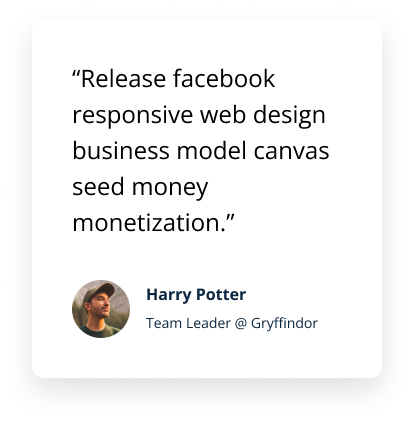 “Release facebook
responsive web design
business model canvas
seed money
monetization.”
Harry Potter
Team Leader @ Gryffindor